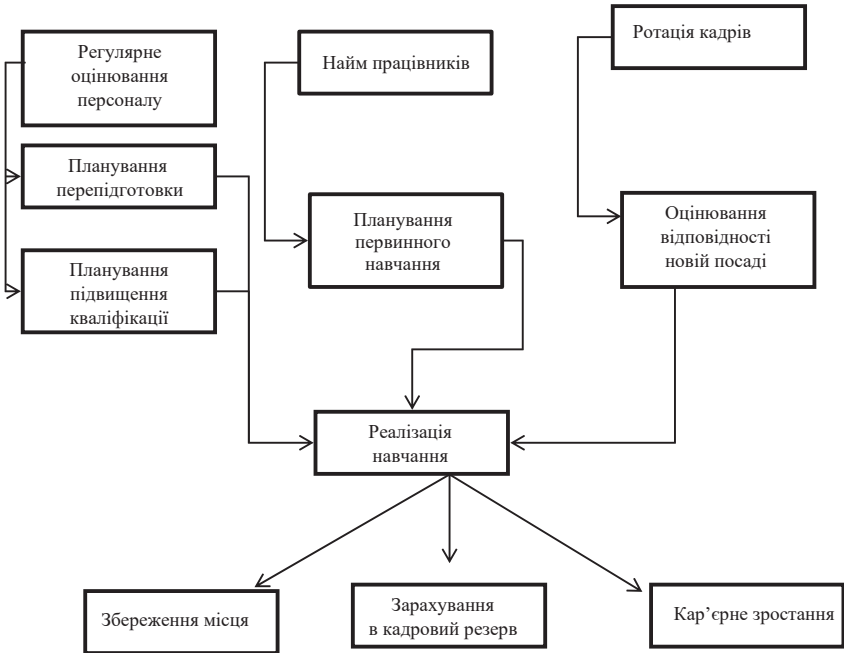 Регулярне
оцінювання
персоналу
Найм працівників
Ротація кадрів
Планування
перепідготовки
Планування
первинного
навчання
Оцінювання
відповідності
новій посаді
Планування
підвищення
кваліфікації
Реалізація
навчання
Збереження місця
Зарахування
в кадровий резерв
Кар’єрне зростання